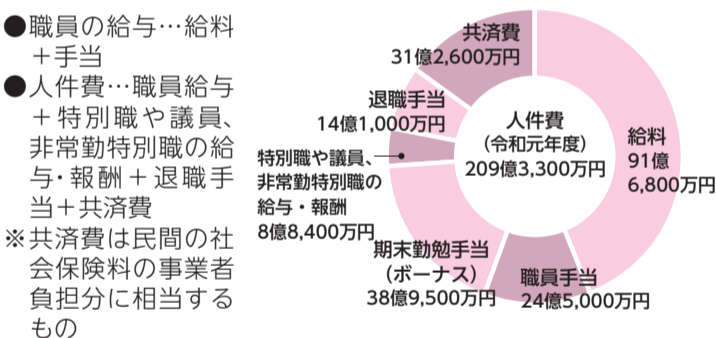 ●職員の給与…給料
＋手当
●人件費…職員給与
＋特別職や議員、
非常勤特別職の給
与・報酬＋退職手
当＋共済費
※共済費は民間の社
会保険料の事業者
負担分に相当する
もの
人件費
（令和元年度）
209億3,300万円
給料
91億
6,800万円
職員手当
24億5,000万円
期末勤勉手当
（ボーナス）
38億9,500万円
特別職や議員、
非常勤特別職の
給与・報酬
8億8,400万円
退職手当
14億1,000万円
共済費
31億2,600万円